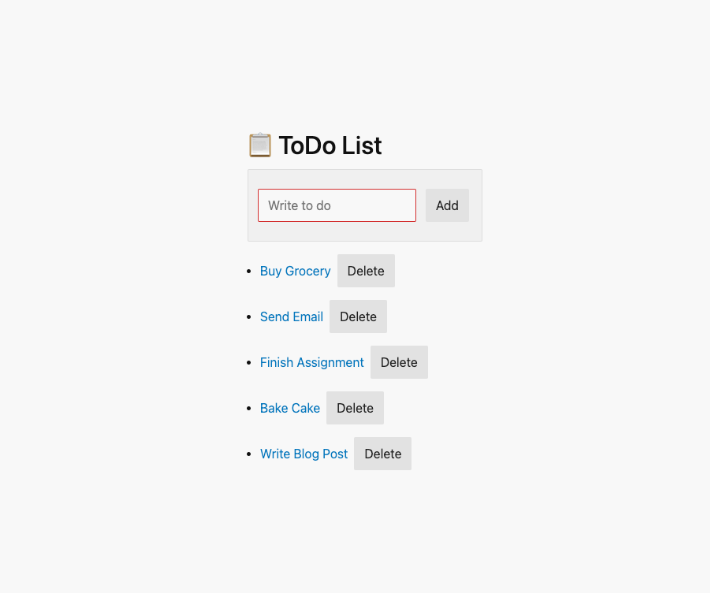 ToDo List
Write to do Add
Buy Grocery Delete
Send Email Delete
Finish Assignment Delete
Bake Cake Delete
Write Blog Post Delete